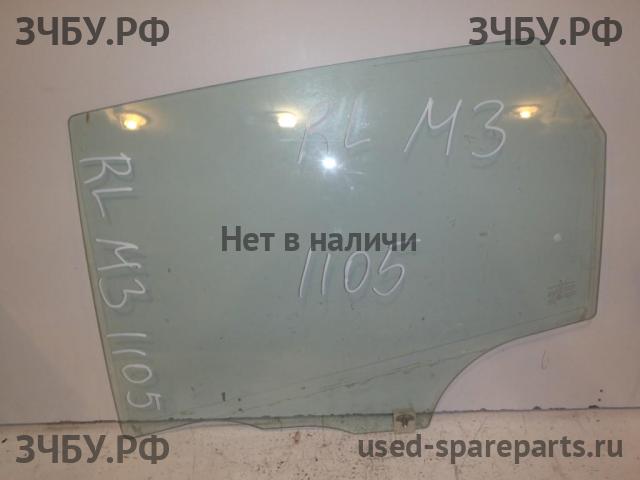 ЗЧБУ.РФ
ЗЧБУ.РФ
RL M3
RL M3 1105
Нет в наличи
1105
ЗЧБУ.РФ
used-spareparts.ru